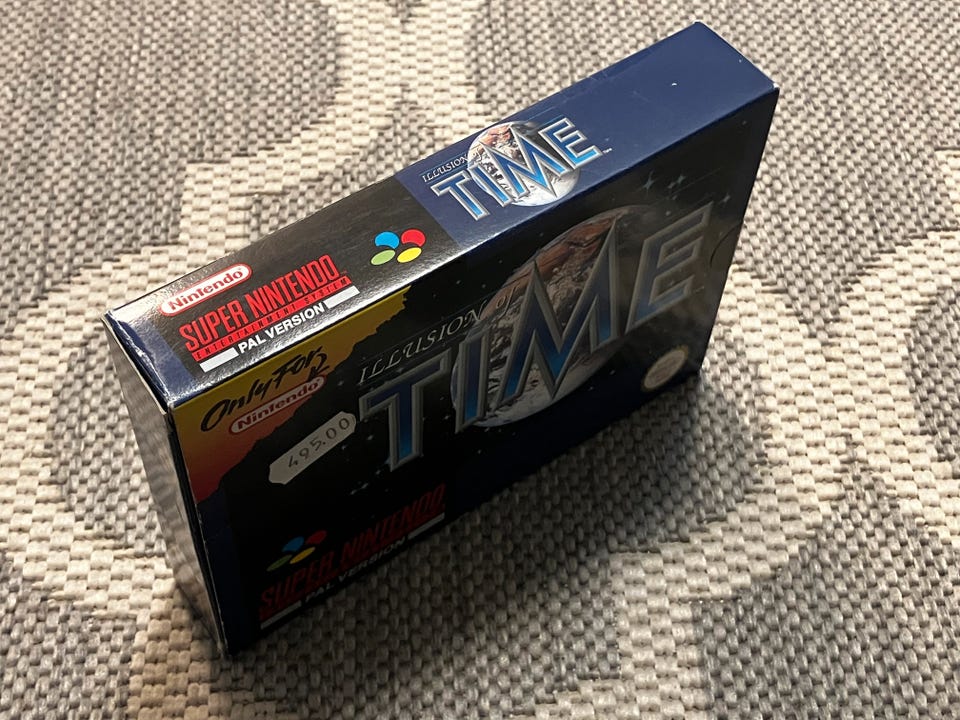 Nintendo
SUPER NINTENDO
ENTERTAINMENT SYSTEM
PAL VERSION
ILLUSION OF
TIME
™
Only For
Nintendo
495.00
ILLUSION OF
TIME
SUPER NINTENDO
PAL VERSION